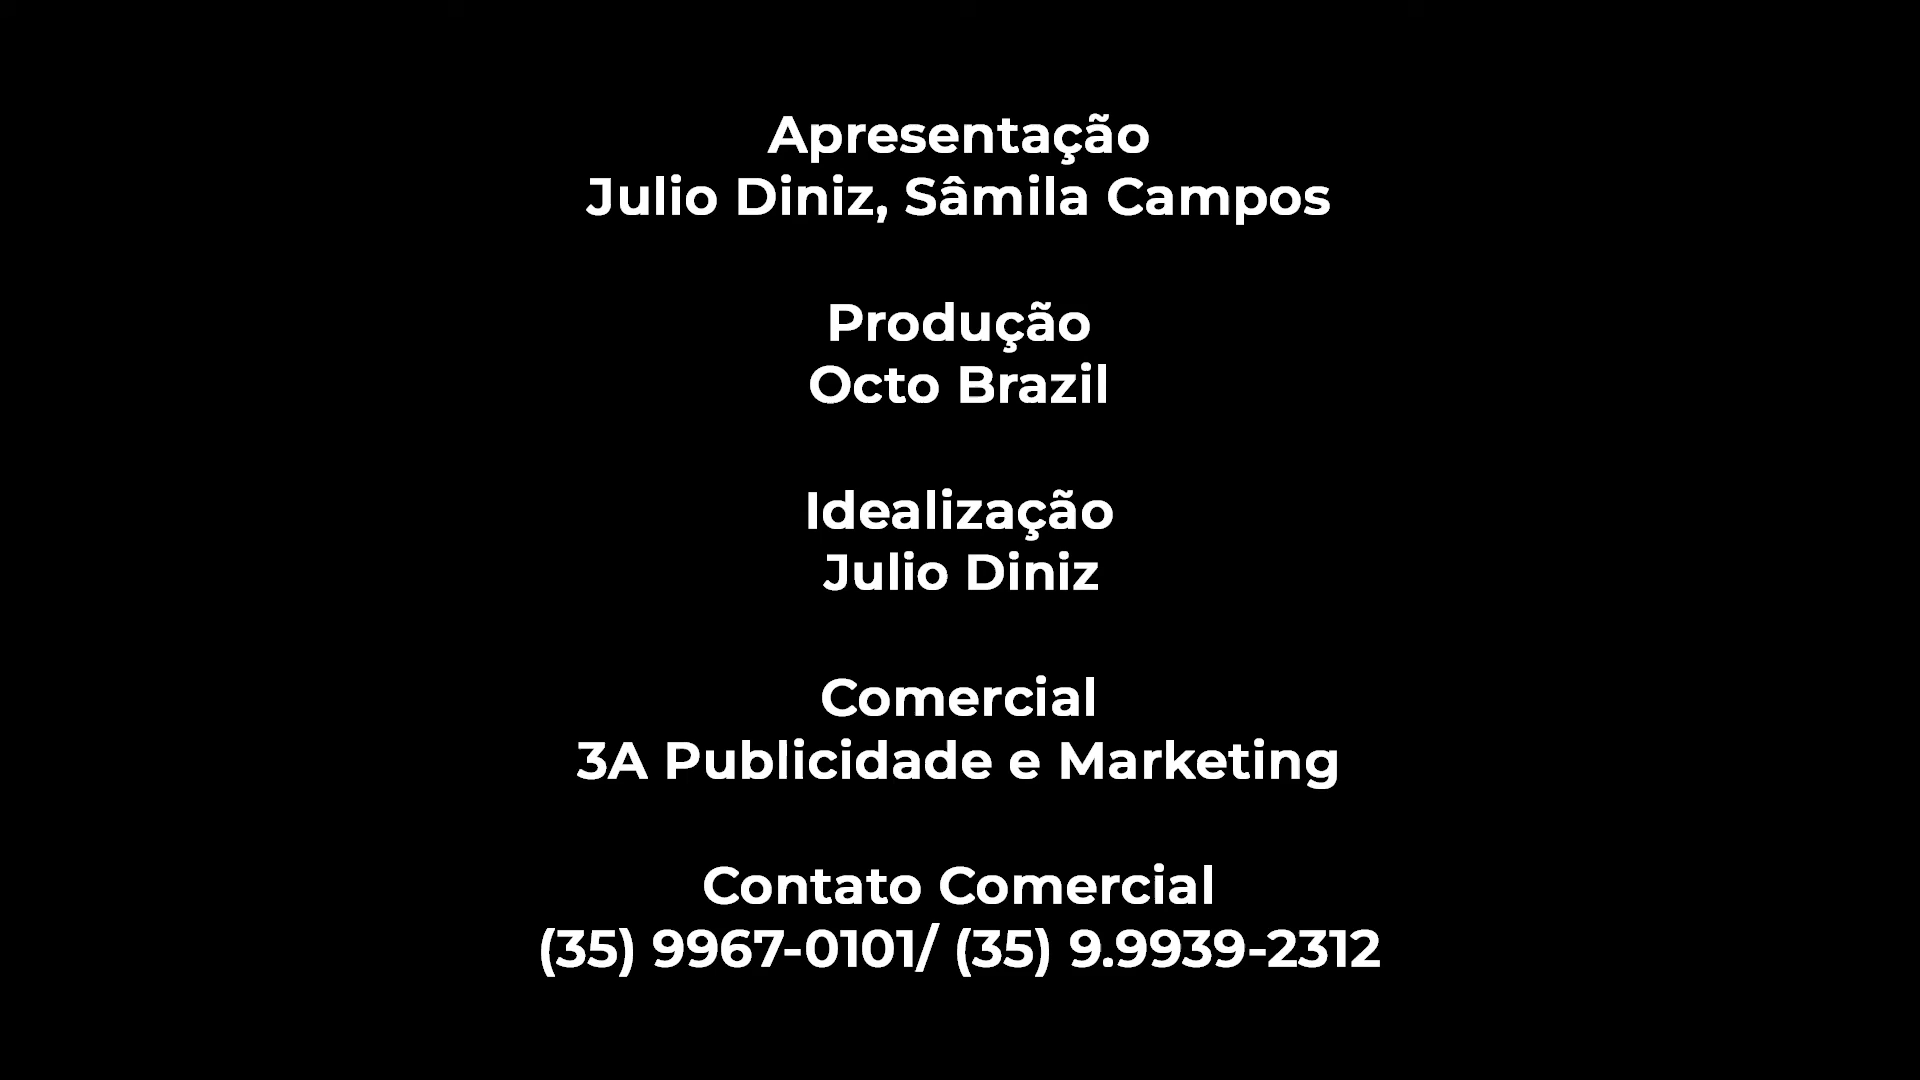 Apresentação
Julio Diniz, Sâmila Campos
Produção
Octo Brazil
Idealização
Julio Diniz
Comercial
3A Publicidade e Marketing
Contato Comercial
(35) 9967-0101/ (35) 9.9939-2312